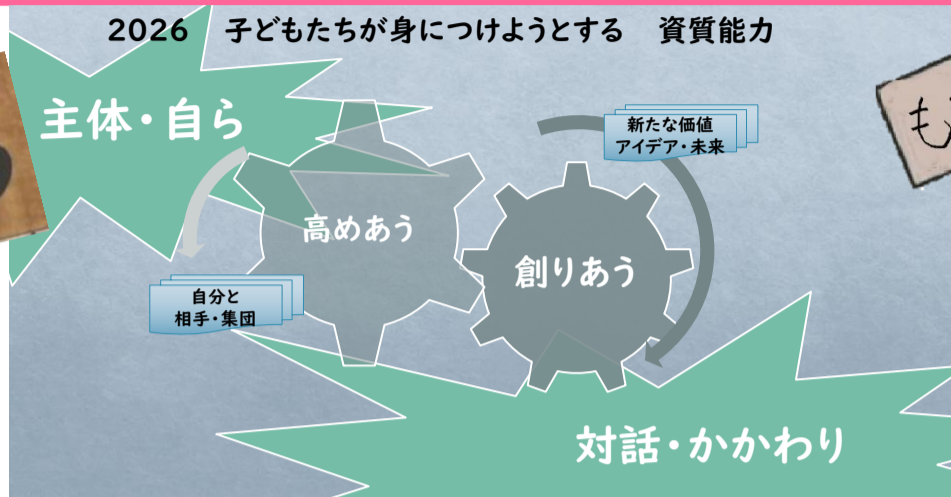 2026 子どもたちが身につけようとする 資質能力
主体・自ら
新たな価値
アイデア・未来
高めあう
創りあう
自分と
相手・集団
対話・かかわり
も